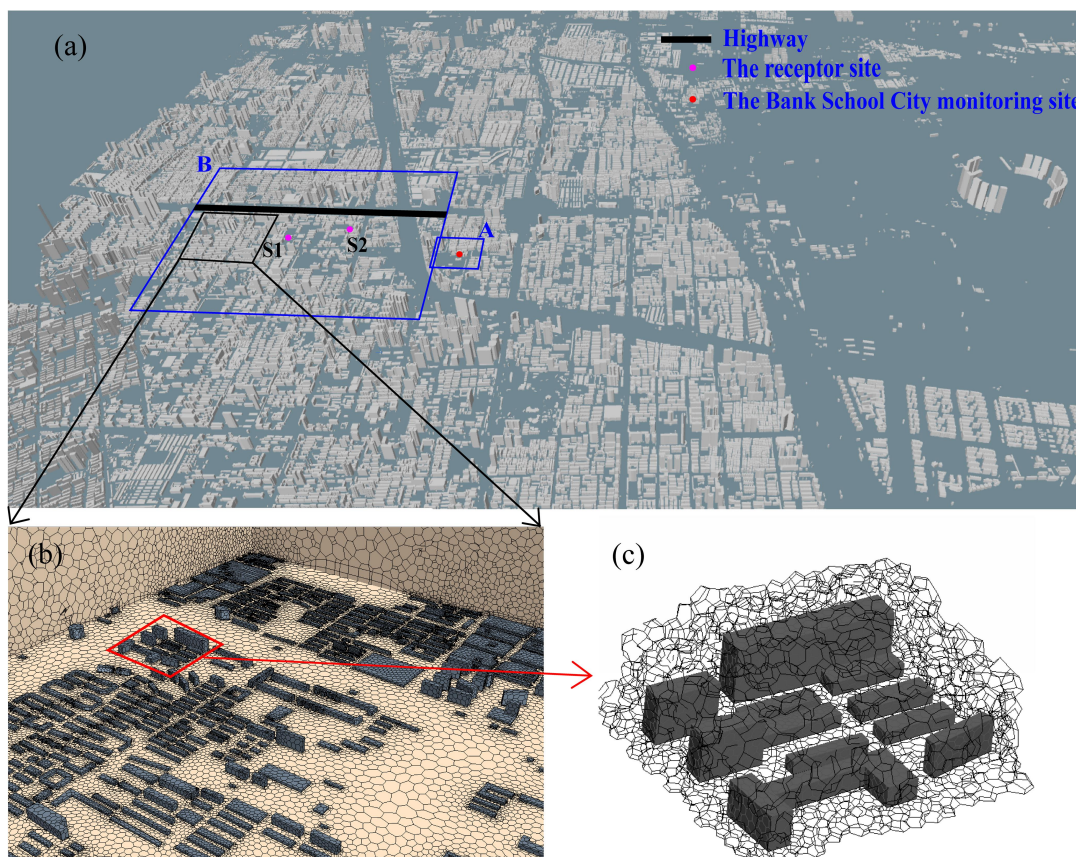 (a)
Highway
The receptor site
The Bank School City monitoring site
B
A
S1
S2
(b)
(c)